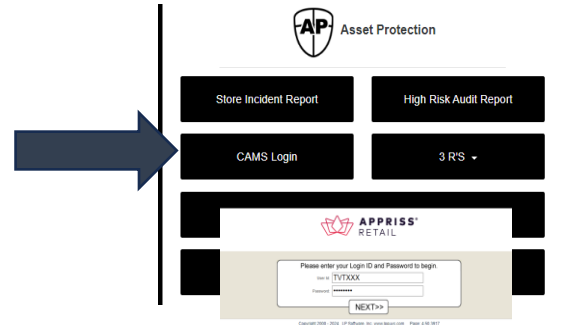 AP Asset Protection
Store Incident Report High Risk Audit Report
CAMS Login 3 R'S
APPRISS
RETAIL
Please enter your Login ID and Password to begin.
User ID TVTXXX
Password ********
NEXT>>